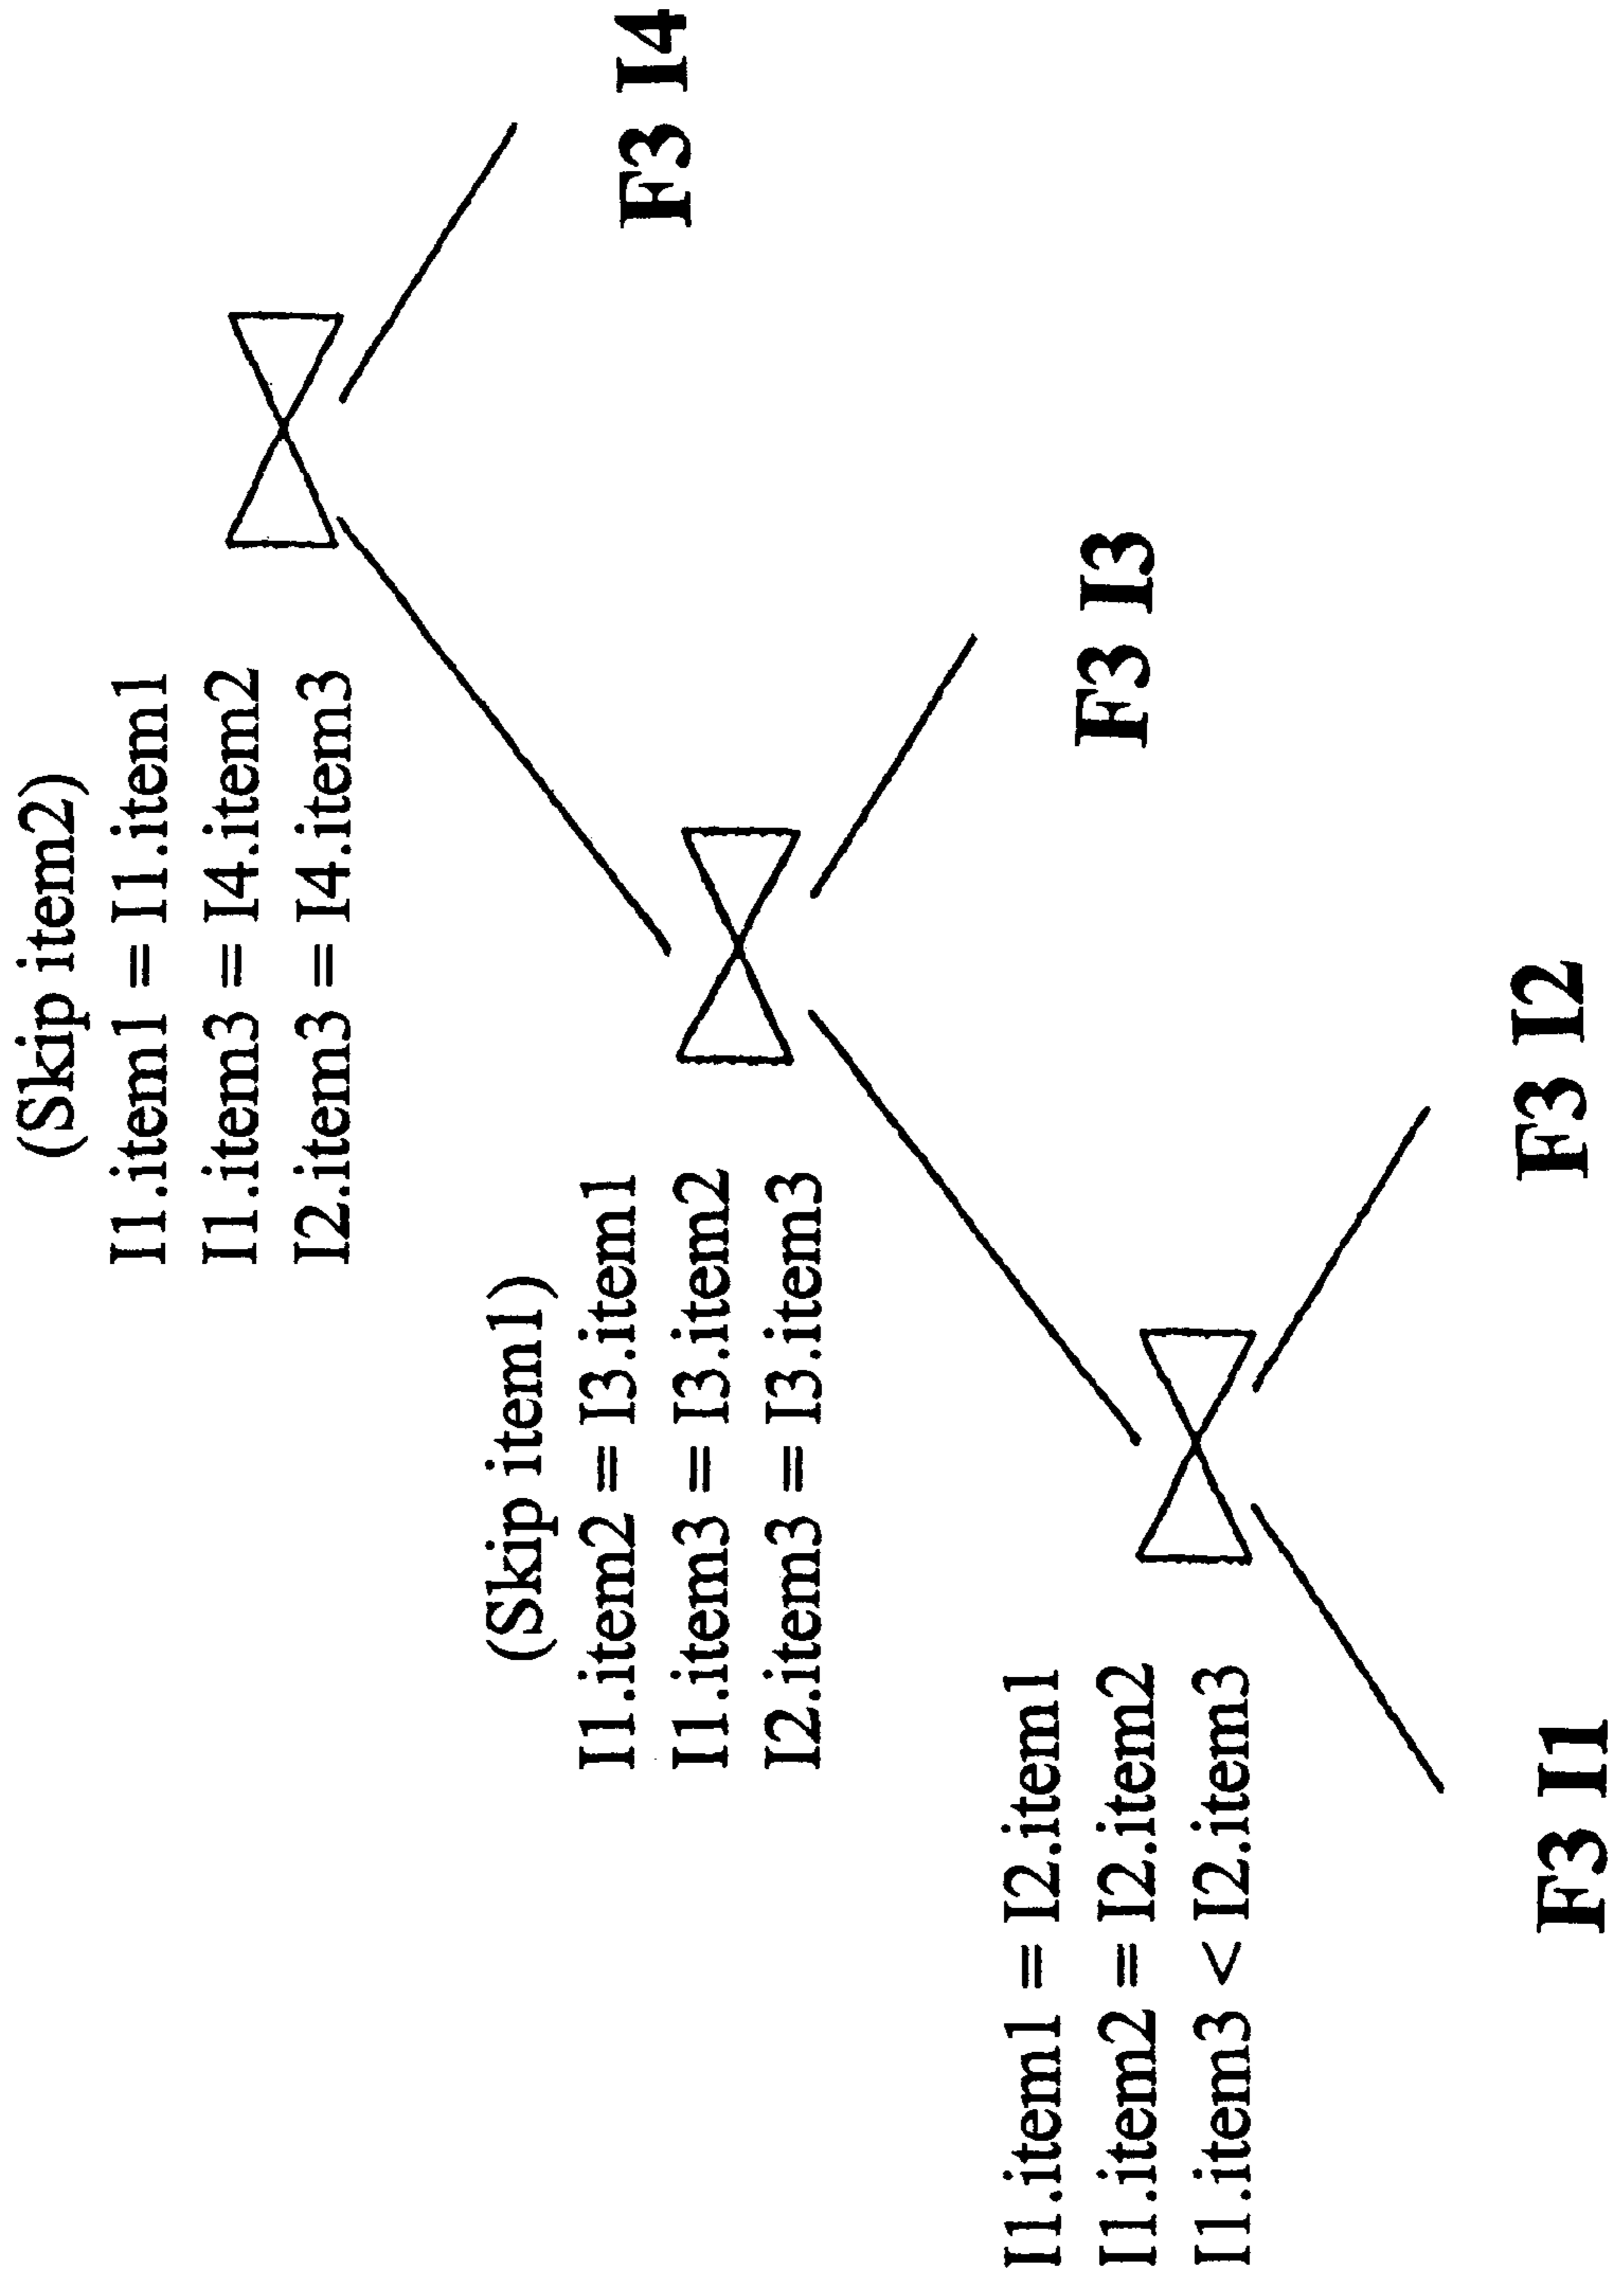 (Skip item2)
I1.item1 = I1.item1
I1.item3 = I4.item2
I2.item3 = I4.item3
F3 I4
(Skip item1)
I1.item2 = I3.item1
I1.item3 = I3.item2
I2.item3 = I3.item3
F3 I3
I1.item1 = I2.item1
I1.item2 = I2.item2
I1.item3 < I2.item3
F3 I2
F3 I1